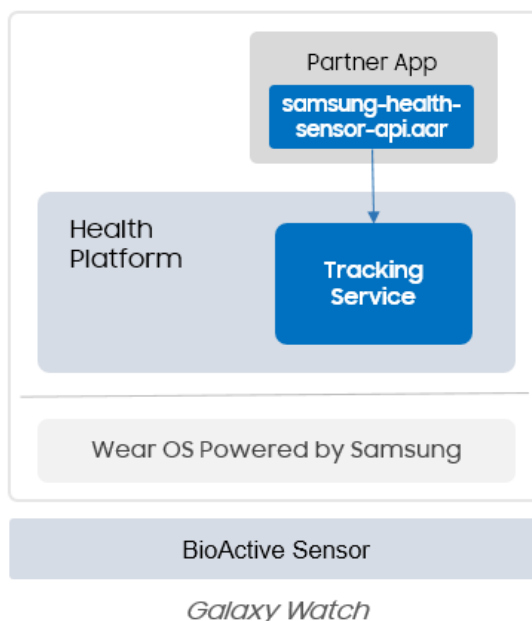 Partner App
samsung-health-
sensor-api.aar
Health
Platform
Tracking
Service
Wear OS Powered by Samsung
BioActive Sensor
Galaxy Watch